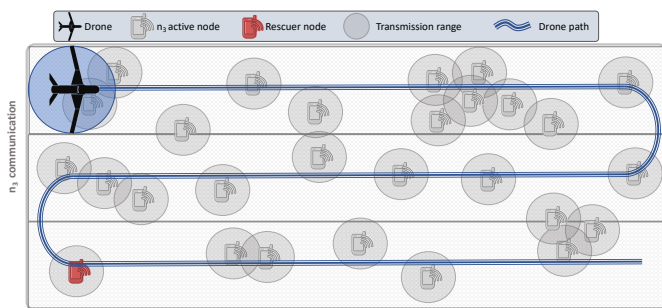 Drone n₃ active node Rescuer node Transmission range Drone path
n₃ communication